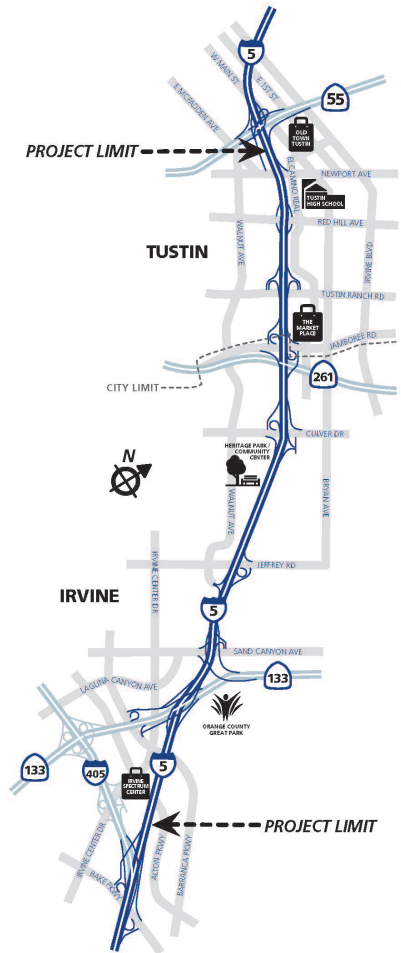 5
W MAIN ST
E 1ST ST
E MCFADDEN AVE
55
OLD
TOWN
TUSTIN
PROJECT LIMIT
EL CAMINO REAL
NEWPORT AVE
TUSTIN
HIGH SCHOOL
RED HILL AVE
WALNUT AVE
IRVINE BLVD
TUSTIN
TUSTIN RANCH RD
THE
MARKET
PLACE
JAMBOREE RD
CITY LIMIT
261
CULVER DR
HERITAGE PARK /
COMMUNITY
CENTER
N
WALNUT AVE
BRYAN AVE
IRVINE CENTER DR
JEFFREY RD
IRVINE
5
SAND CANYON AVE
LAGUNA CANYON AVE
133
ORANGE COUNTY
GREAT PARK
133
405
5
IRVINE
SPECTRUM
CENTER
PROJECT LIMIT
IRVINE CENTER DR
BAKE PKWY
ALTON PKWY
BARRANCA PKWY